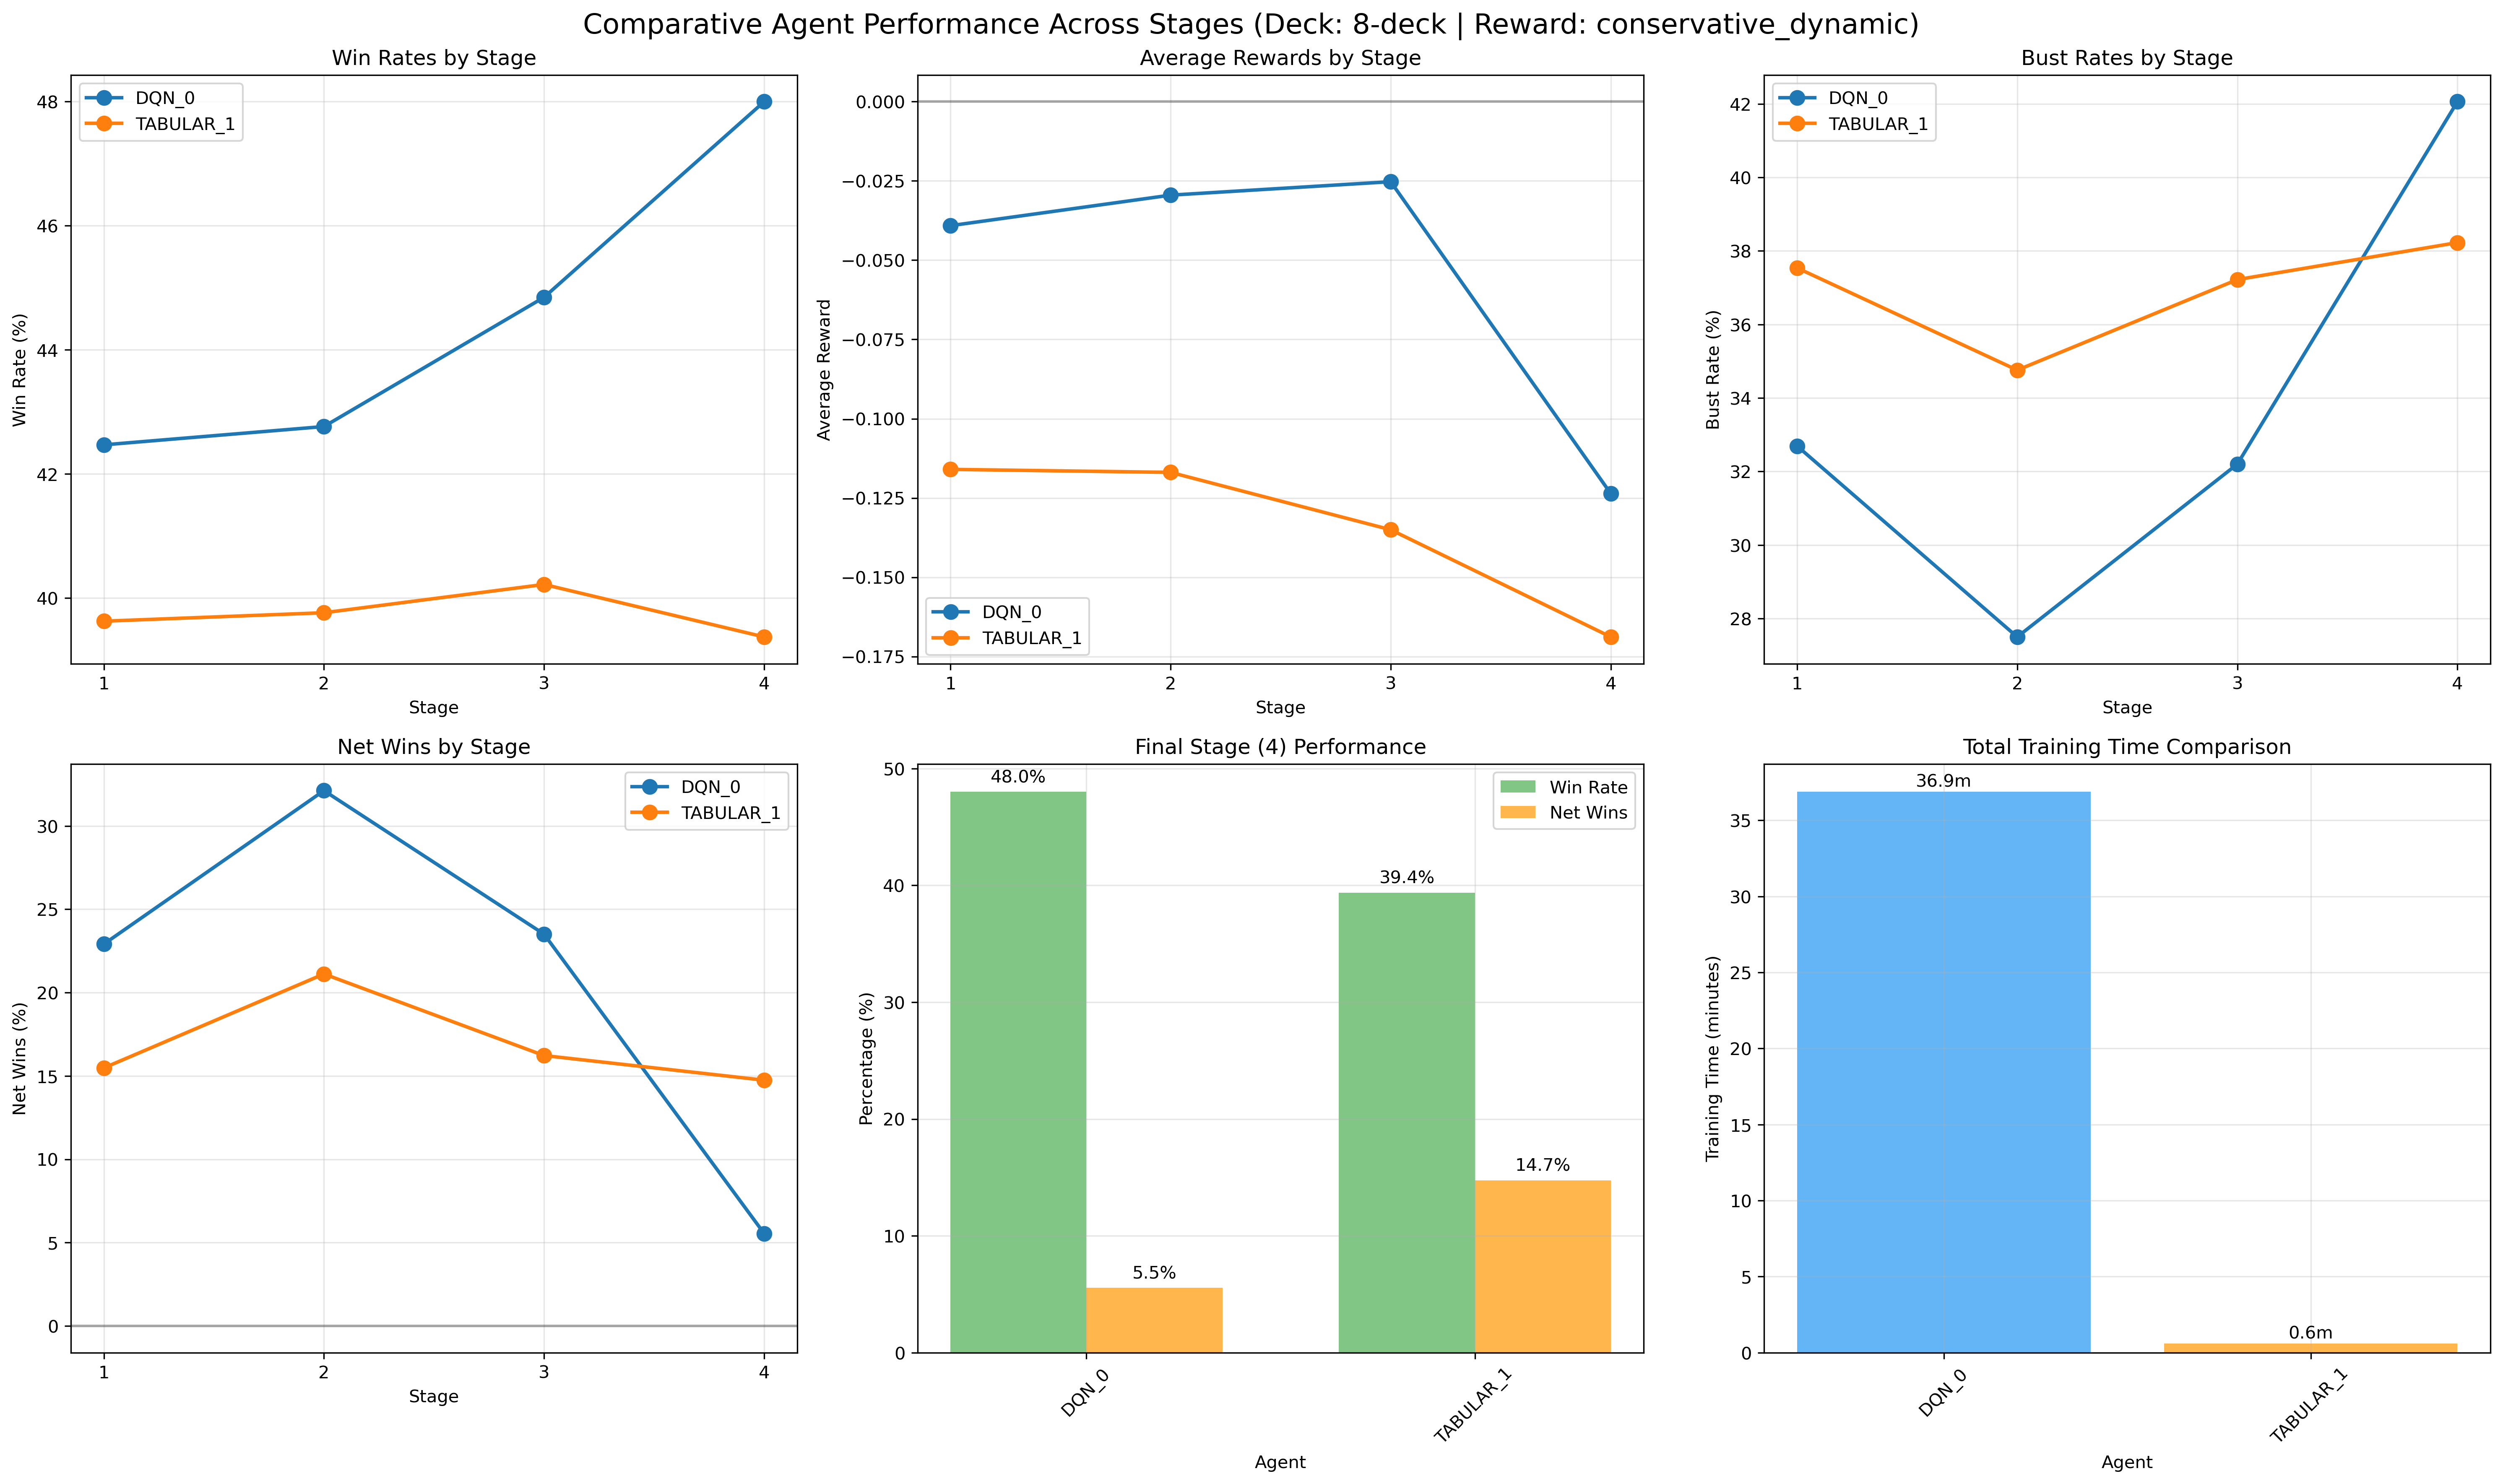 Comparative Agent Performance Across Stages (Deck: 8-deck | Reward: conservative_dynamic)
Win Rates by Stage
DQN_0
TABULAR_1
48
46
44
42
40
Win Rate (%)
1 2 3 4
Stage
Average Rewards by Stage
0.000
−0.025
−0.050
−0.075
−0.100
−0.125
−0.150
−0.175
Average Reward
DQN_0
TABULAR_1
1 2 3 4
Stage
Bust Rates by Stage
DQN_0
TABULAR_1
42
40
38
36
34
32
30
28
Bust Rate (%)
1 2 3 4
Stage
Net Wins by Stage
DQN_0
TABULAR_1
30
25
20
15
10
5
0
Net Wins (%)
1 2 3 4
Stage
Final Stage (4) Performance
Win Rate
Net Wins
50
40
30
20
10
0
Percentage (%)
48.0%
5.5%
39.4%
14.7%
DQN_0
TABULAR_1
Agent
Total Training Time Comparison
35
30
25
20
15
10
5
0
Training Time (minutes)
36.9m
0.6m
DQN_0
TABULAR_1
Agent